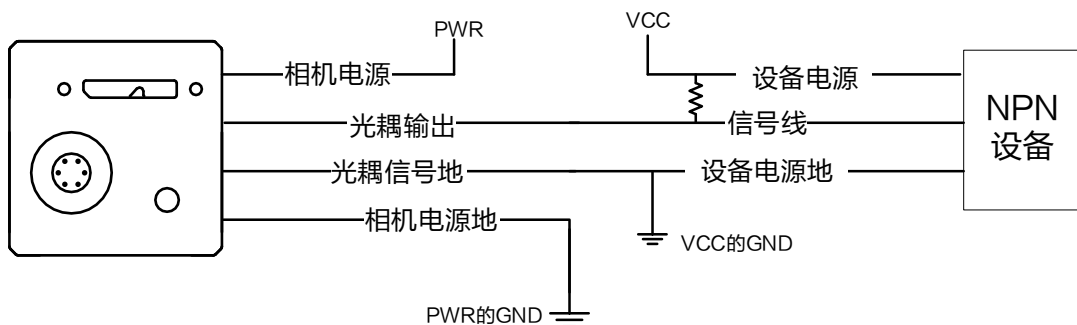 PWR
VCC
相机电源
设备电源
NPN
设备
光耦输出
信号线
光耦信号地
设备电源地
相机电源地
VCC的GND
PWR的GND